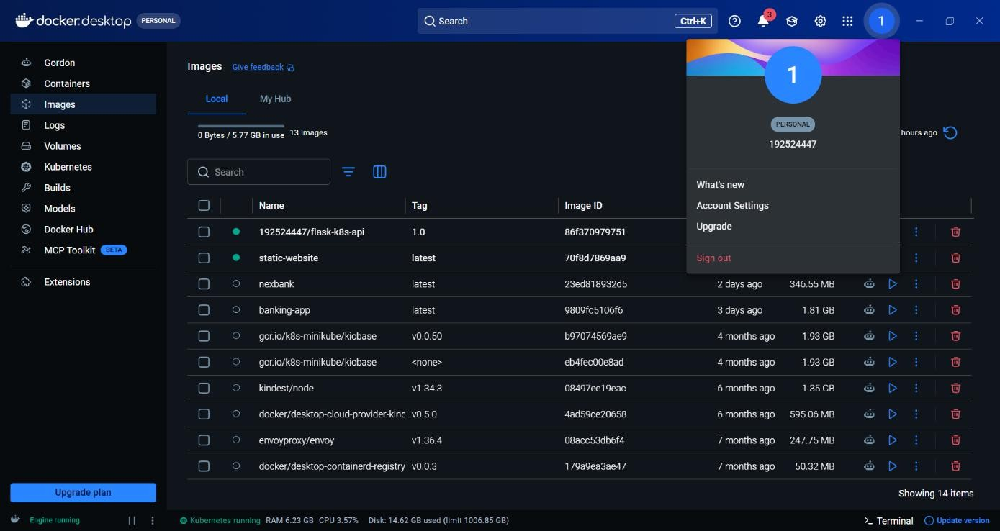 docker.desktop PERSONAL
Search Ctrl+K
3
1
Gordon
Containers
Images
Logs
Volumes
Kubernetes
Builds
Models
Docker Hub
MCP Toolkit BETA
Extensions
Upgrade plan
Images Give feedback
Local My Hub
0 Bytes / 5.77 GB in use 13 images
hours ago
Search
1
PERSONAL
192524447
What's new
Account Settings
Upgrade
Sign out
Name Tag Image ID
192524447/flask-k8s-api 1.0 86f370979751
static-website latest 70f8d7869aa9
nexbank latest 23ed818932d5 2 days ago 346.55 MB
banking-app latest 9809fc5106f6 3 days ago 1.81 GB
gcr.io/k8s-minikube/kicbase v0.0.50 b97074569ae9 4 months ago 1.93 GB
gcr.io/k8s-minikube/kicbase <none> eb4fec00e8ad 4 months ago 1.93 GB
kindest/node v1.34.3 08497ee19eac 6 months ago 1.35 GB
docker/desktop-cloud-provider-kind v0.5.0 4ad59ce20658 6 months ago 595.06 MB
envoyproxy/envoy v1.36.4 08acc53db6f4 7 months ago 247.75 MB
docker/desktop-containerd-registry v0.0.3 179a9ea3ae47 7 months ago 50.32 MB
Showing 14 items
Engine running
Kubernetes running RAM 6.23 GB CPU 3.57% Disk: 14.62 GB used (limit 1006.85 GB)
>_ Terminal Update version